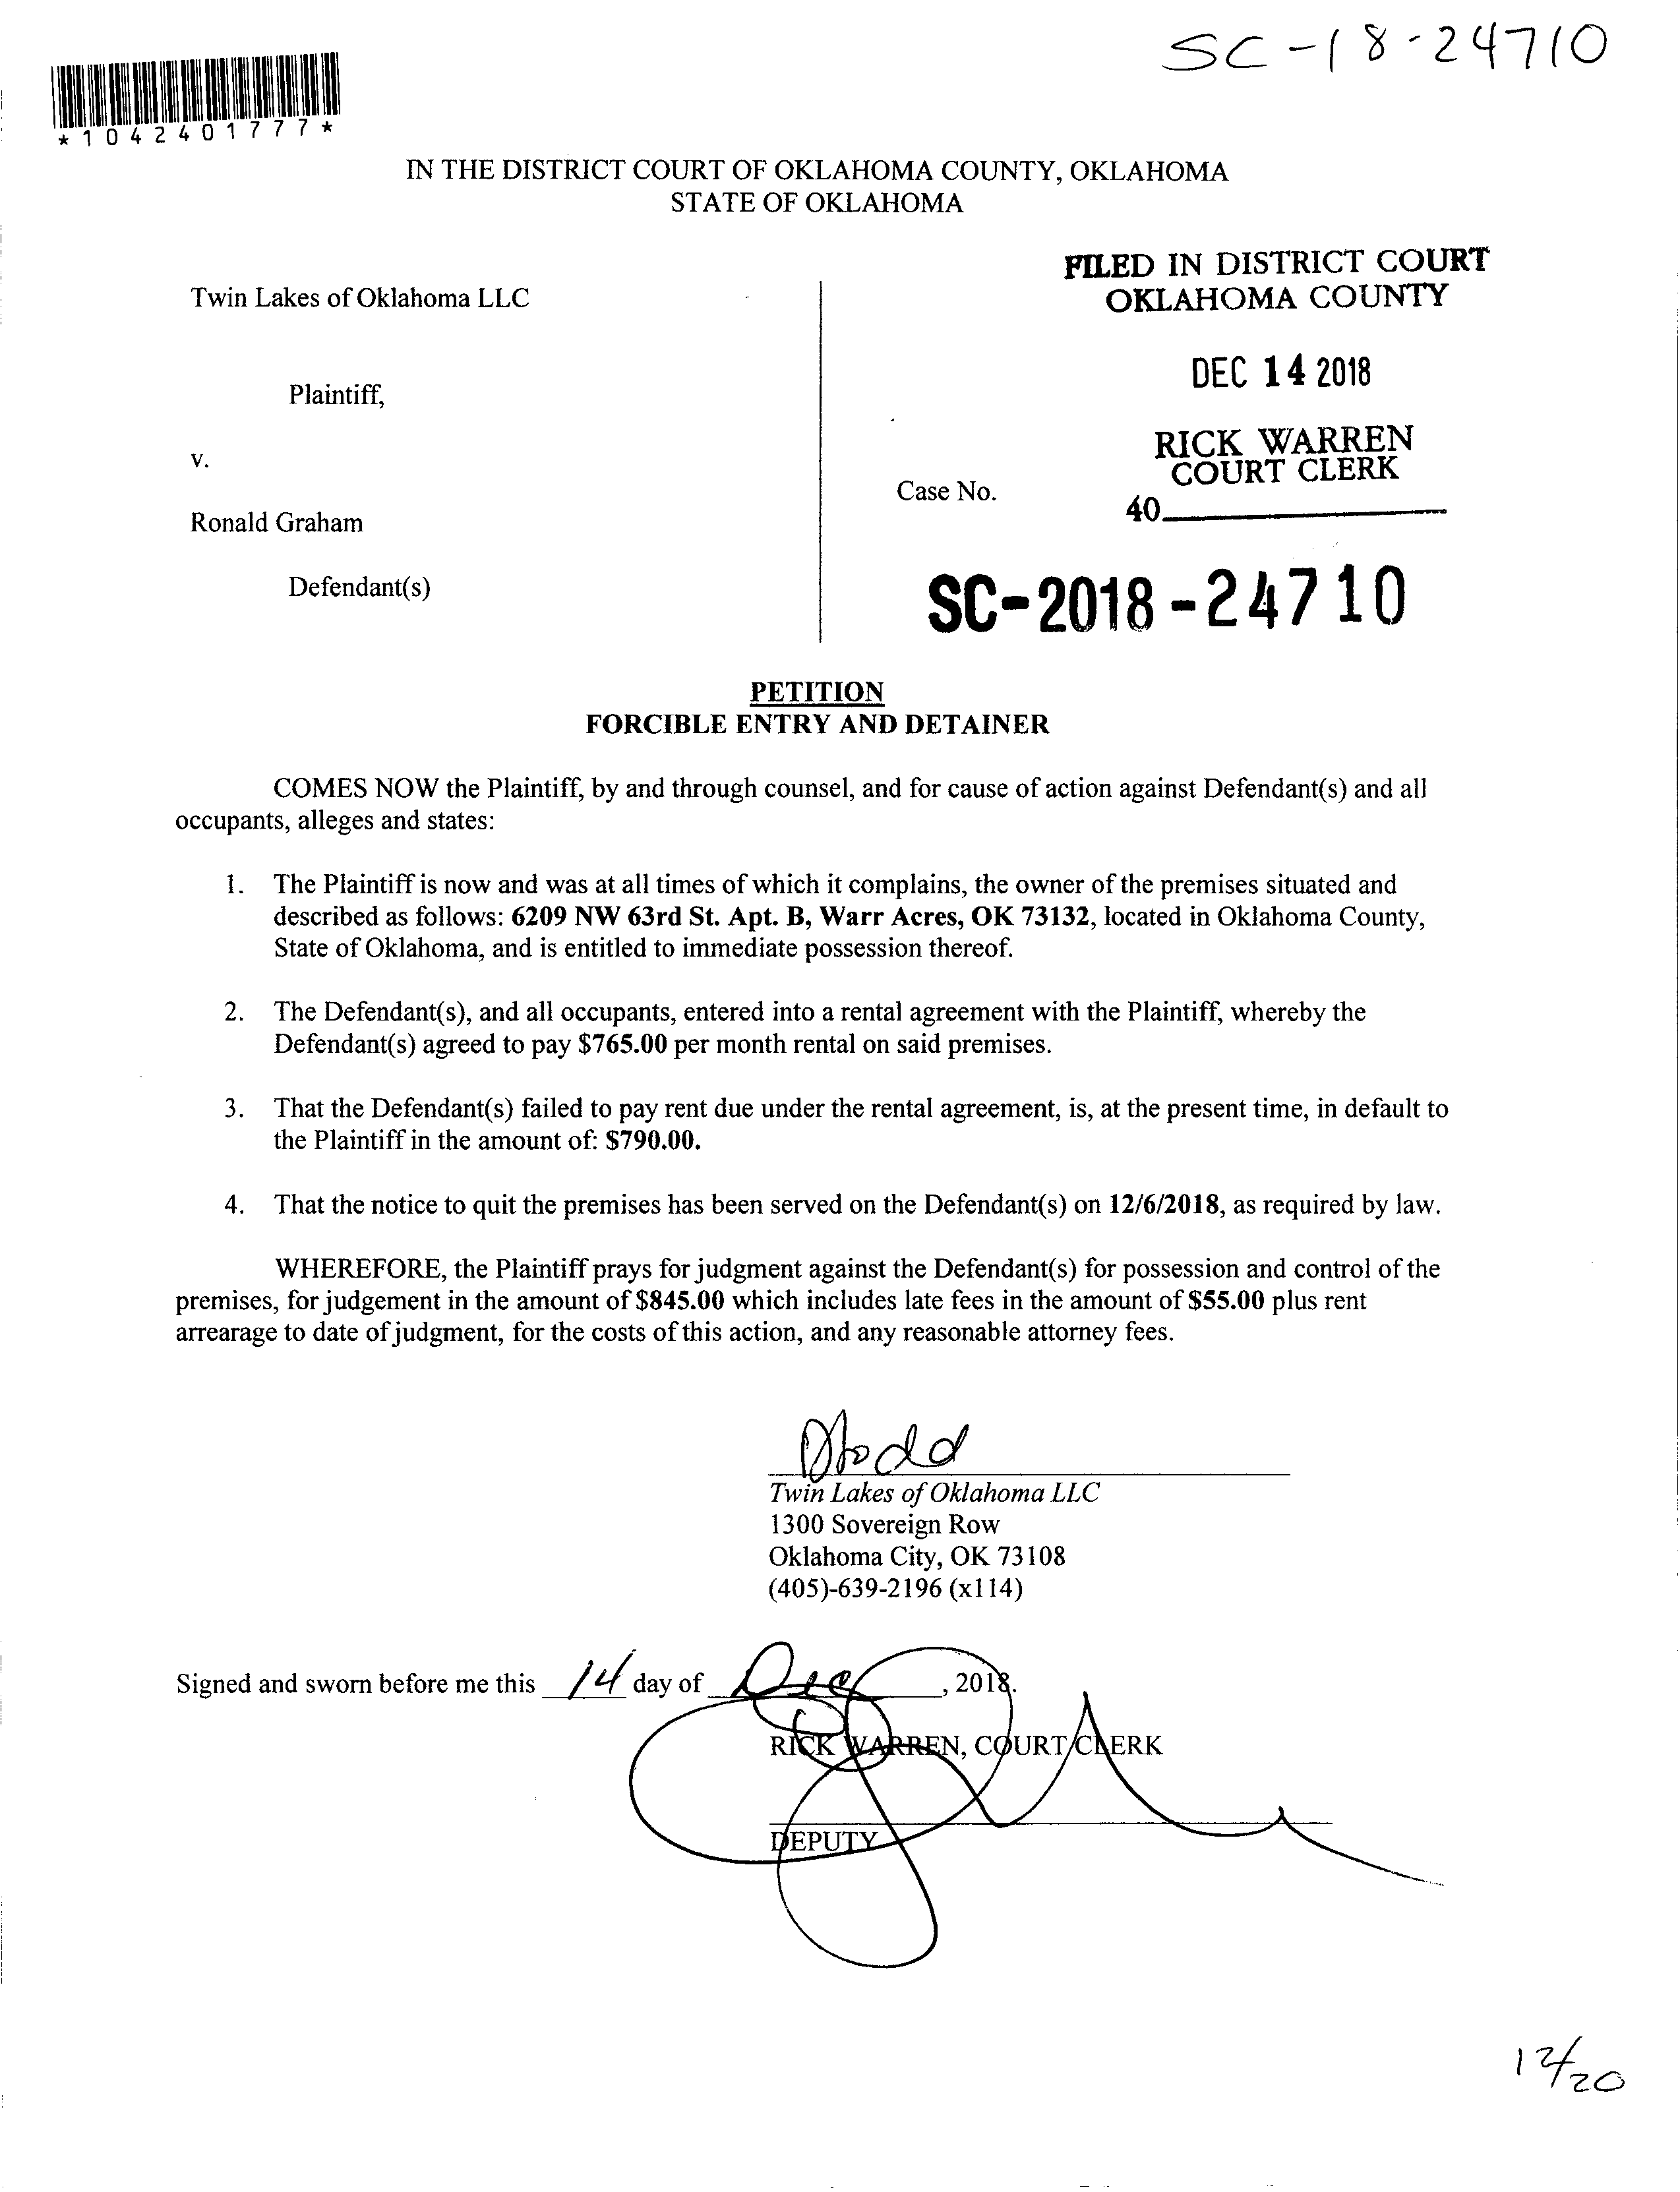 SC-18-24710
*1042401777*
IN THE DISTRICT COURT OF OKLAHOMA COUNTY, OKLAHOMA
STATE OF OKLAHOMA
FILED IN DISTRICT COURT
OKLAHOMA COUNTY
Twin Lakes of Oklahoma LLC
DEC 14 2018
Plaintiff,
RICK WARREN
COURT CLERK
v.
Case No.
40
Ronald Graham
Defendant(s)
SC-2018-24710
PETITION
FORCIBLE ENTRY AND DETAINER
COMES NOW the Plaintiff, by and through counsel, and for cause of action against Defendant(s) and all
occupants, alleges and states:
1. The Plaintiff is now and was at all times of which it complains, the owner of the premises situated and
described as follows: 6209 NW 63rd St. Apt. B, Warr Acres, OK 73132, located in Oklahoma County,
State of Oklahoma, and is entitled to immediate possession thereof.
2. The Defendant(s), and all occupants, entered into a rental agreement with the Plaintiff, whereby the
Defendant(s) agreed to pay $765.00 per month rental on said premises.
3. That the Defendant(s) failed to pay rent due under the rental agreement, is, at the present time, in default to
the Plaintiff in the amount of: $790.00.
4. That the notice to quit the premises has been served on the Defendant(s) on 12/6/2018, as required by law.
WHEREFORE, the Plaintiff prays for judgment against the Defendant(s) for possession and control of the
premises, for judgement in the amount of $845.00 which includes late fees in the amount of $55.00 plus rent
arrearage to date of judgment, for the costs of this action, and any reasonable attorney fees.
Twin Lakes of Oklahoma LLC
1300 Sovereign Row
Oklahoma City, OK 73108
(405)-639-2196 (x114)
Signed and sworn before me this 14 day of Dec, 2018.
RICK WARREN, COURT CLERK
DEPUTY
12/20